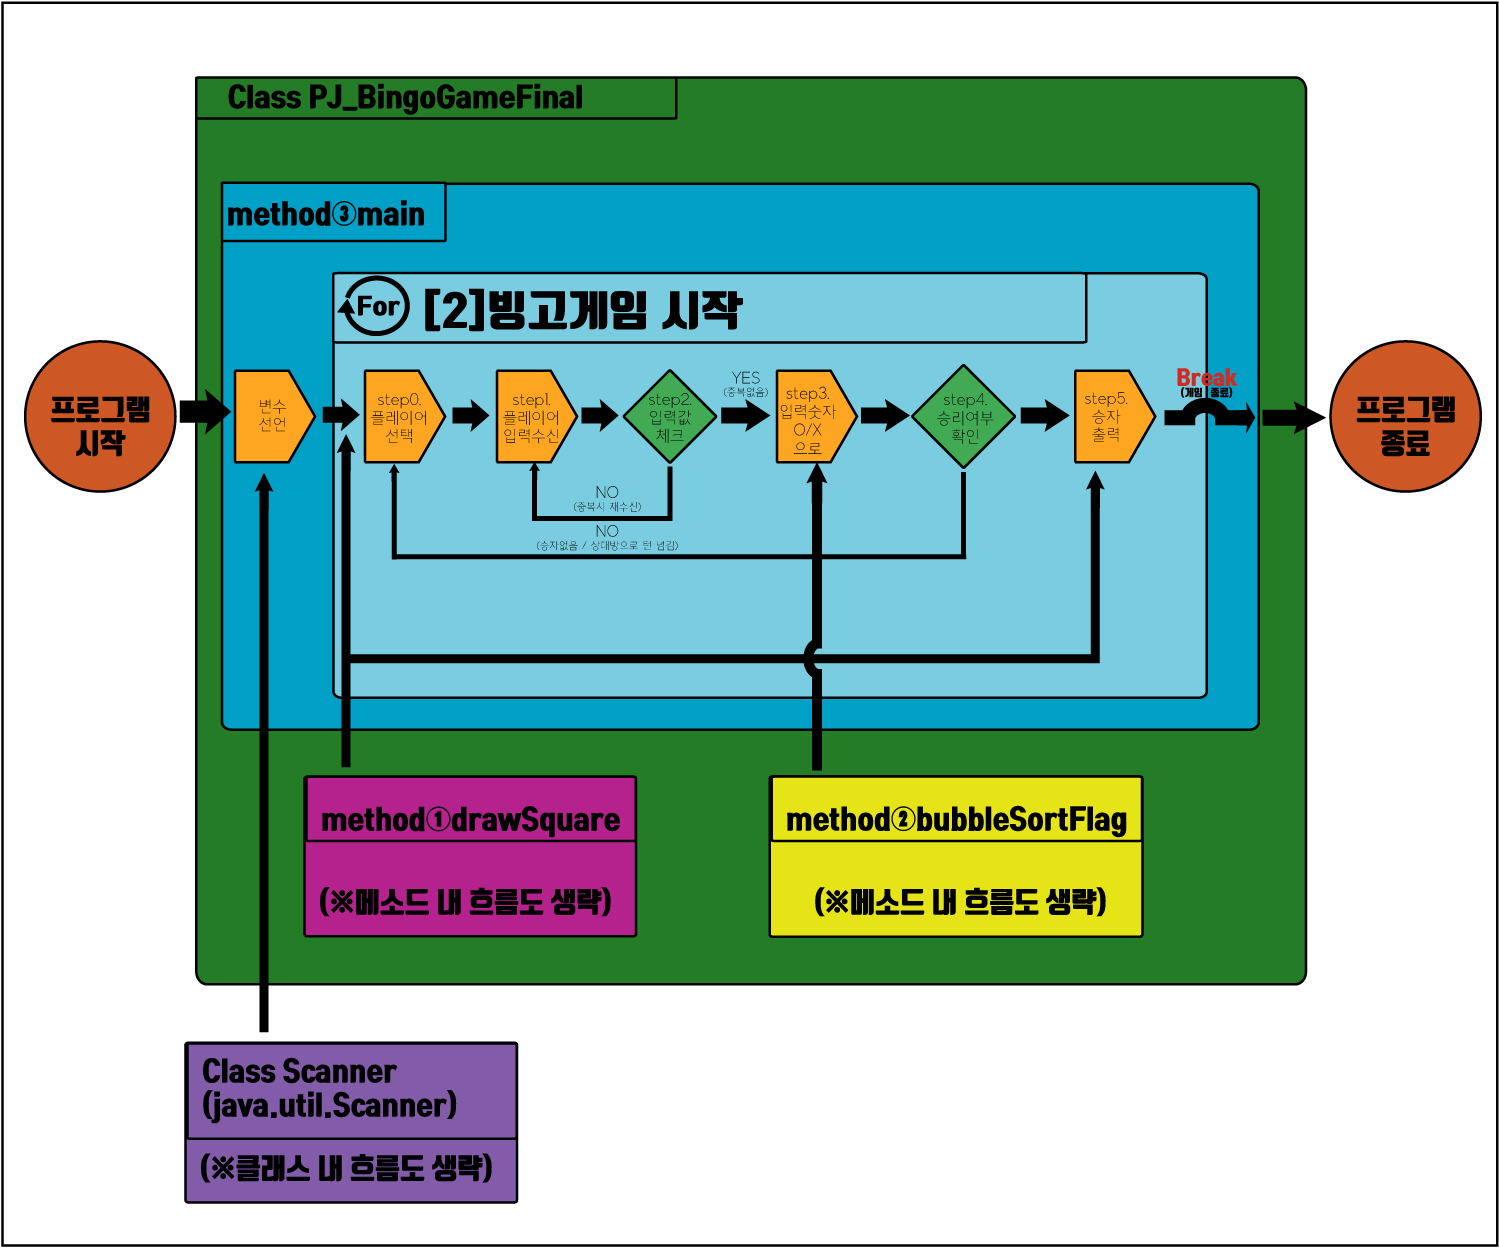 Class PJ_BingoGameFinal
method③main
For
[2]빙고게임 시작
프로그램
시작
변수
선언
step0.
플레이어
선택
step1.
플레이어
입력수신
step2.
입력값
체크
YES
(중복없음)
step3.
입력숫자
O/X
으로
step4.
승리여부
확인
step5.
승자
출력
Break
(게임 종료)
프로그램
종료
NO
(중복시 재수신)
NO
(승자없음 / 상대방으로 턴 넘김)
method①drawSquare
(※메소드 내 흐름도 생략)
method②bubbleSortFlag
(※메소드 내 흐름도 생략)
Class Scanner
(java.util.Scanner)
(※클래스 내 흐름도 생략)